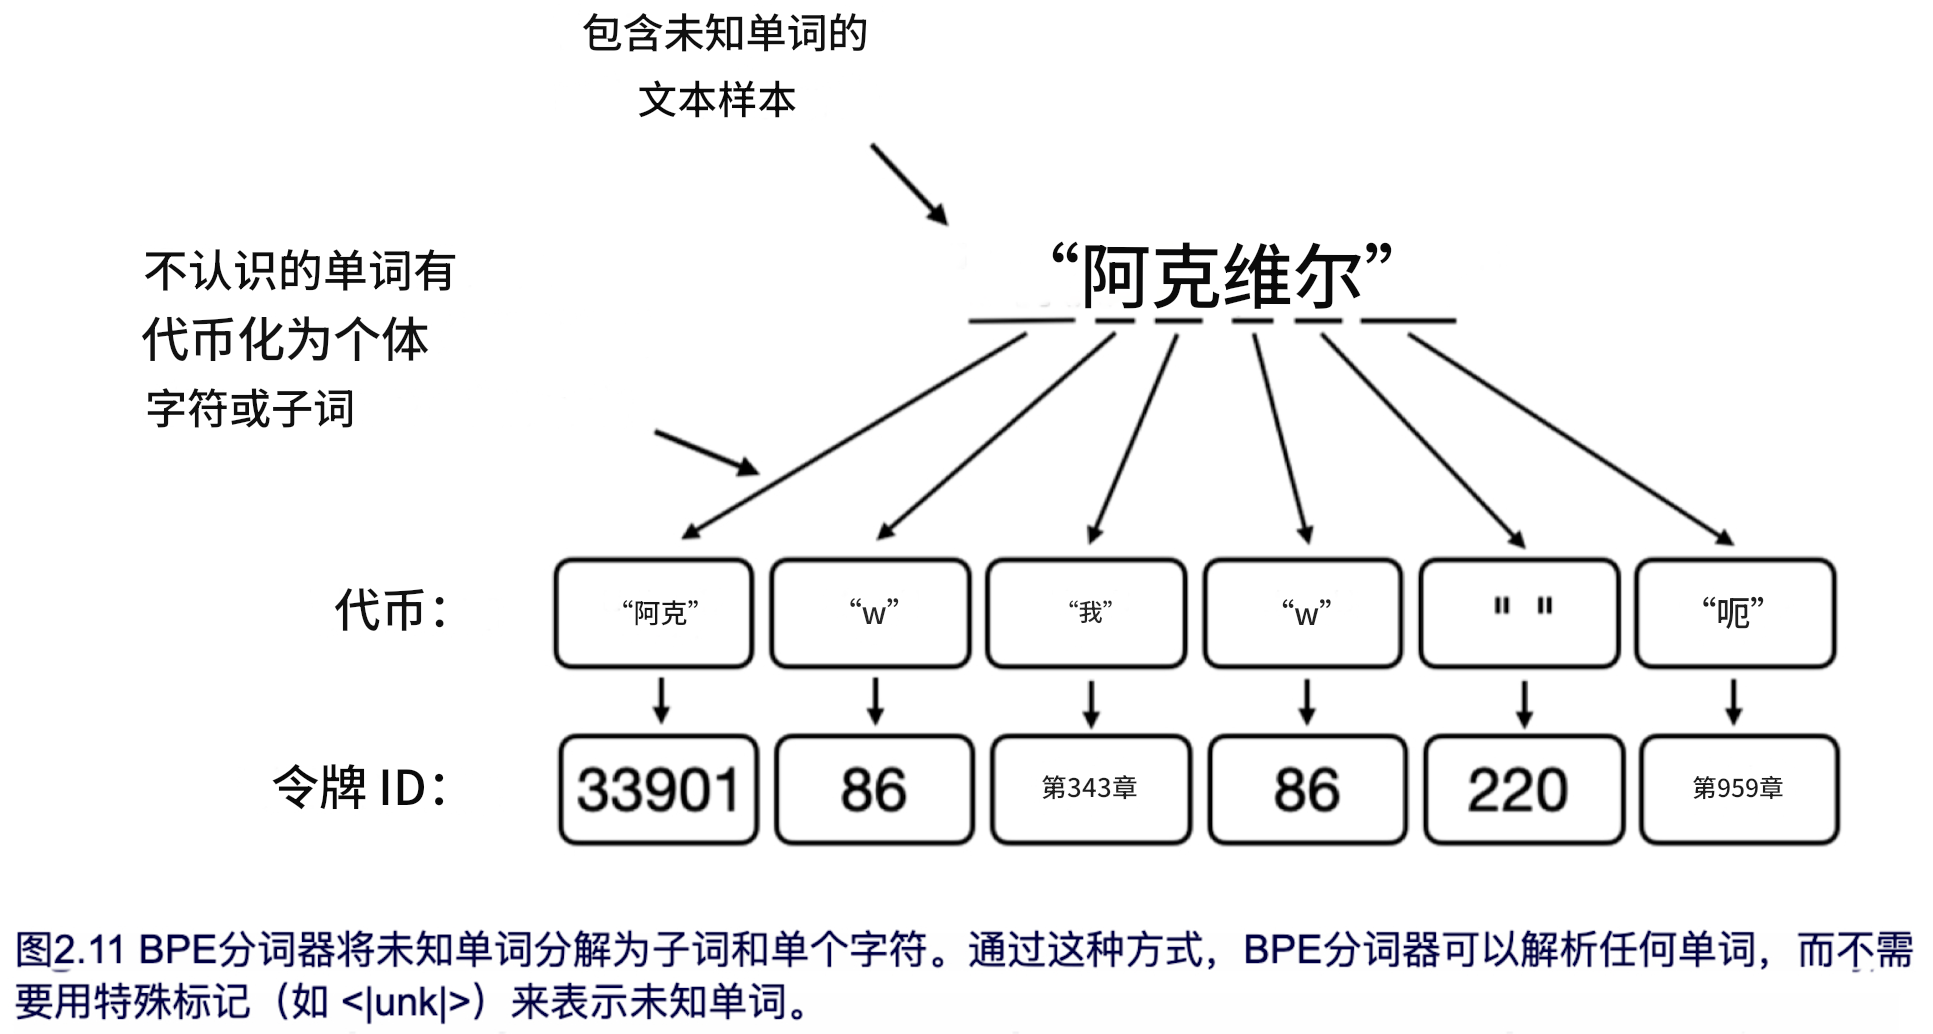 包含未知单词的
文本样本
“阿克维尔”
不认识的单词有
代币化为个体
字符或子词
代币： “阿克” “w” “我” “w” " " “呃”
令牌 ID： 33901 86 第343章 86 220 第959章
图2.11 BPE分词器将未知单词分解为子词和单个字符。通过这种方式，BPE分词器可以解析任何单词，而不需
要用特殊标记（如 <|unk|>）来表示未知单词。